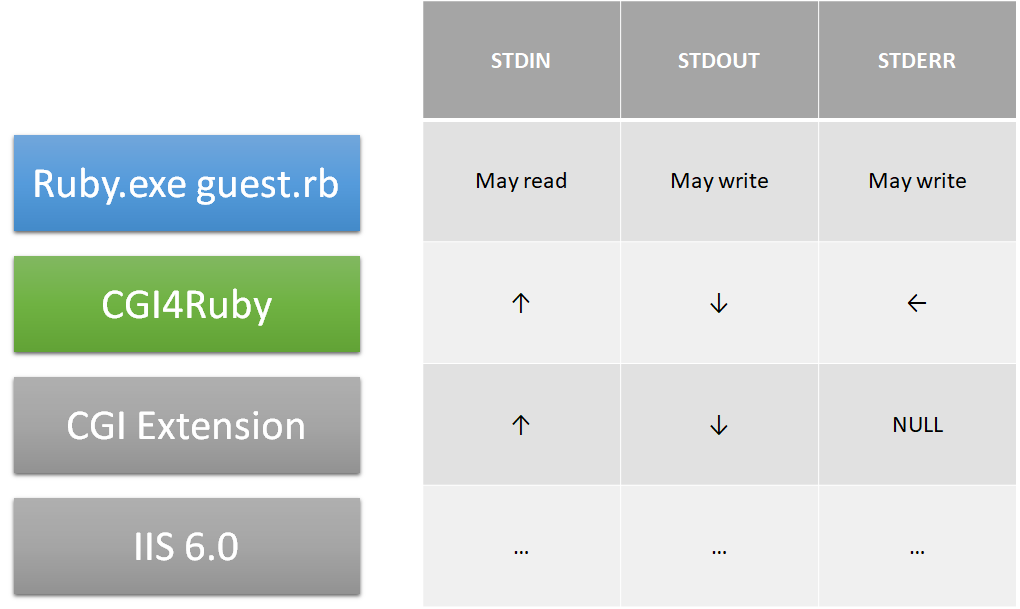 STDIN STDOUT STDERR
Ruby.exe guest.rb May read May write May write
CGI4Ruby ↑ ↓ ←
CGI Extension ↑ ↓ NULL
IIS 6.0 ... ... ...